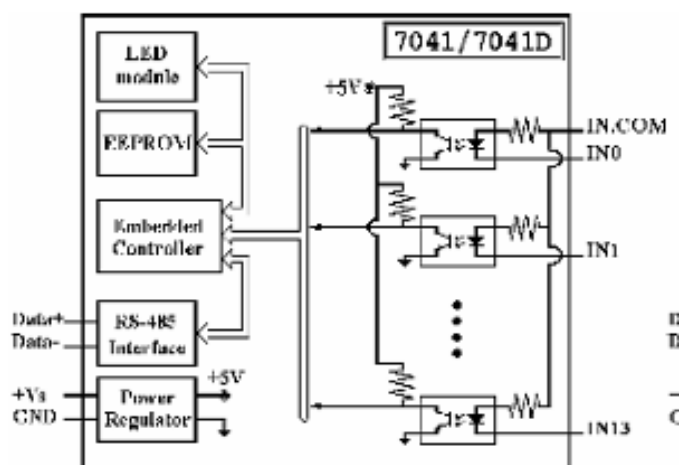 7041/7041D
LED
module
EEPROM
Embedded
Controller
RS-485
Interface
Data+
Data-
Power
Regulator
+Vs
GND
+5V
+5V
IN.COM
IN0
IN1
IN13